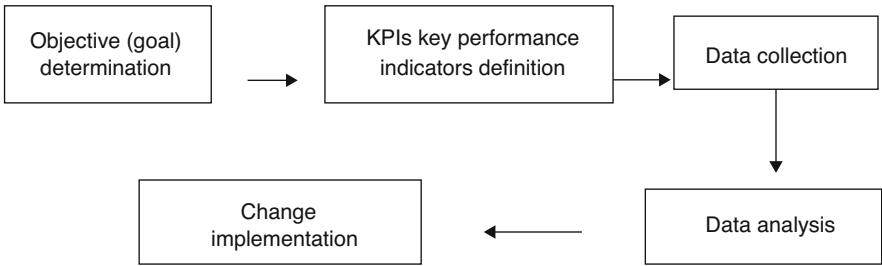 Objective (goal)
determination
KPIs key performance
indicators definition
Data collection
Data analysis
Change
implementation